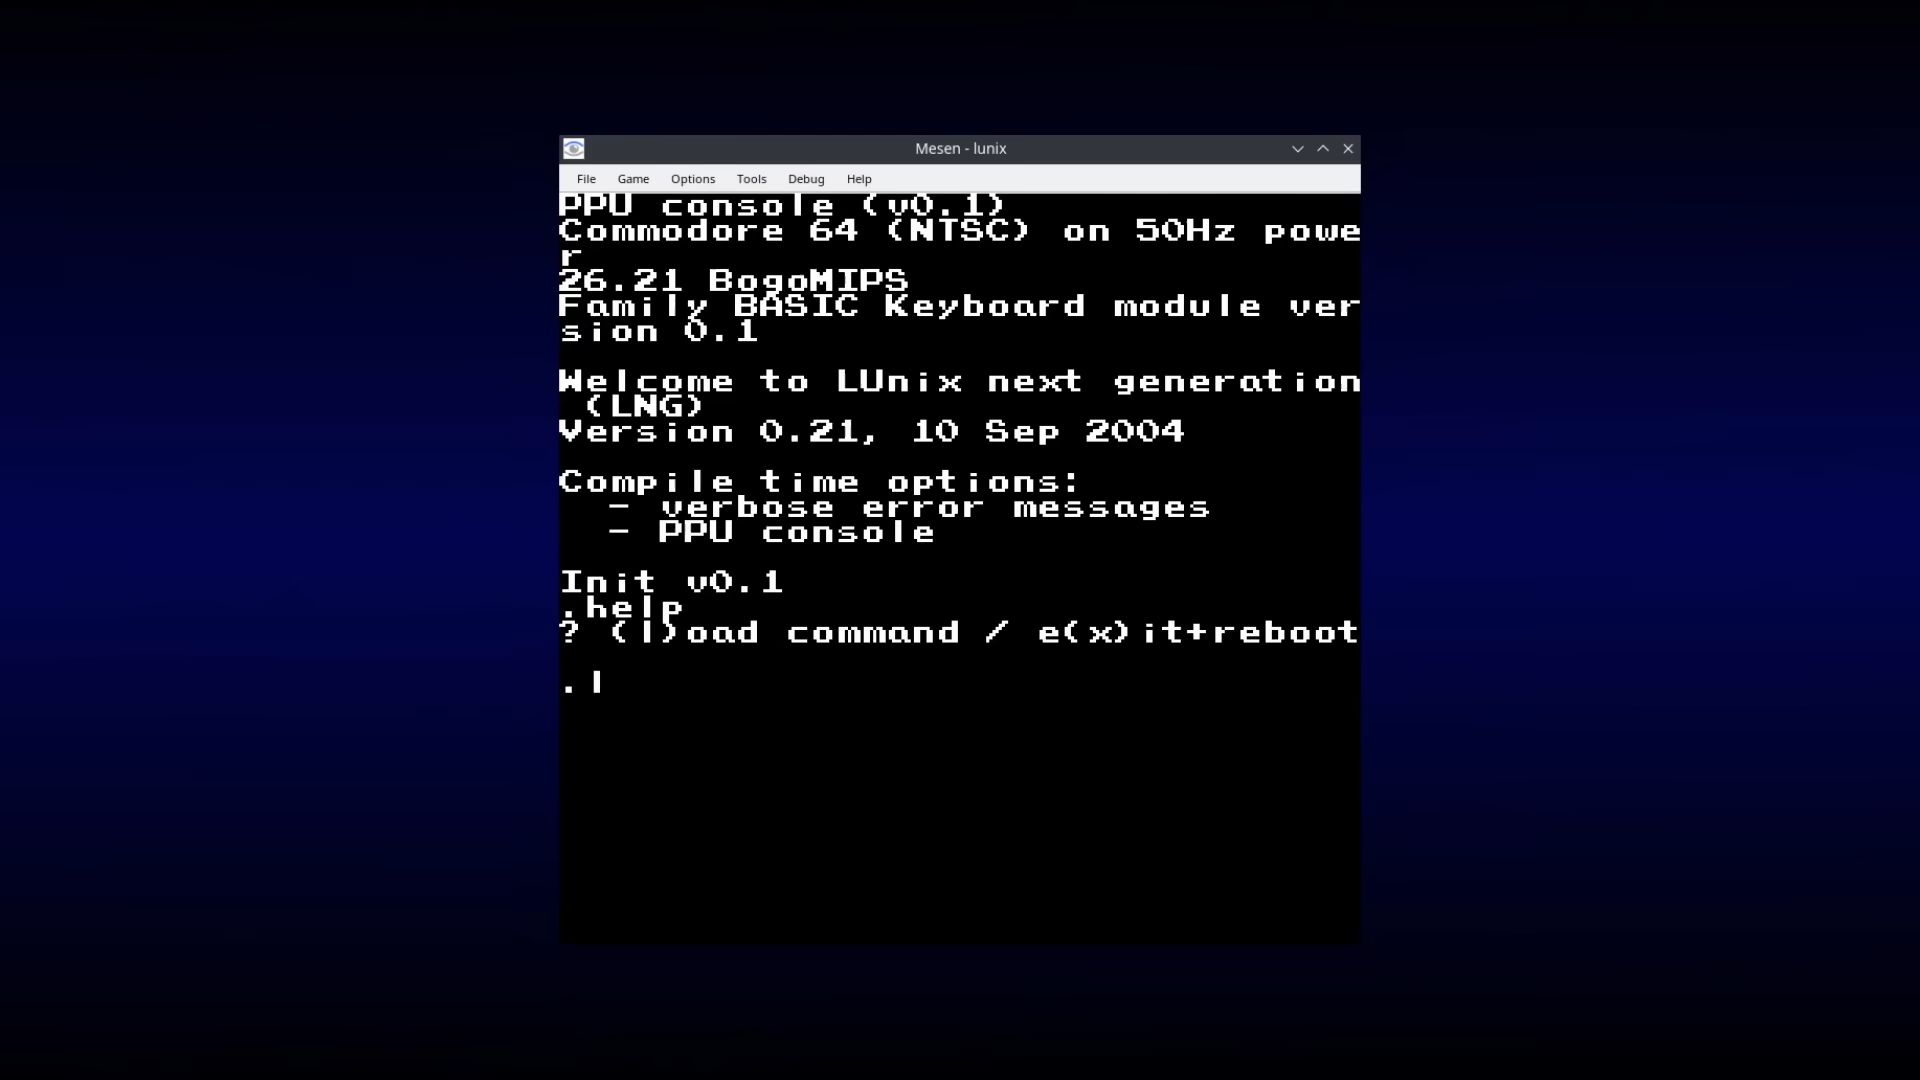 Mesen - lunix
File Game Options Tools Debug Help
PPU console (v0.1)
Commodore 64 (NTSC) on 50Hz powe
r
26.21 BogoMIPS
Family BASIC Keyboard module ver
sion 0.1
Welcome to LUnix next generation
(LNG)
Version 0.21, 10 Sep 2004
Compile time options:
- verbose error messages
- PPU console
Init v0.1
.help
? (l)oad command / e(x)it+reboot
.l